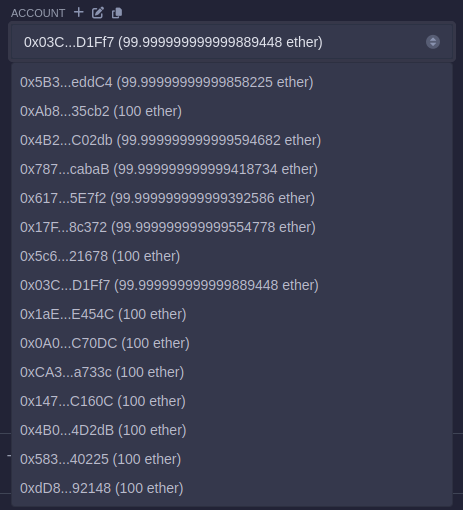 ACCOUNT
0x03C...D1Ff7 (99.999999999999889448 ether)
0x5B3...eddC4 (99.99999999999858225 ether)
0xAb8...35cb2 (100 ether)
0x4B2...C02db (99.999999999999594682 ether)
0x787...cabaB (99.999999999999418734 ether)
0x617...5E7f2 (99.999999999999392586 ether)
0x17F...8c372 (99.999999999999554778 ether)
0x5c6...21678 (100 ether)
0x03C...D1Ff7 (99.999999999999889448 ether)
0x1aE...E454C (100 ether)
0x0A0...C70DC (100 ether)
0xCA3...a733c (100 ether)
0x147...C160C (100 ether)
0x4B0...4D2dB (100 ether)
0x583...40225 (100 ether)
0xdD8...92148 (100 ether)